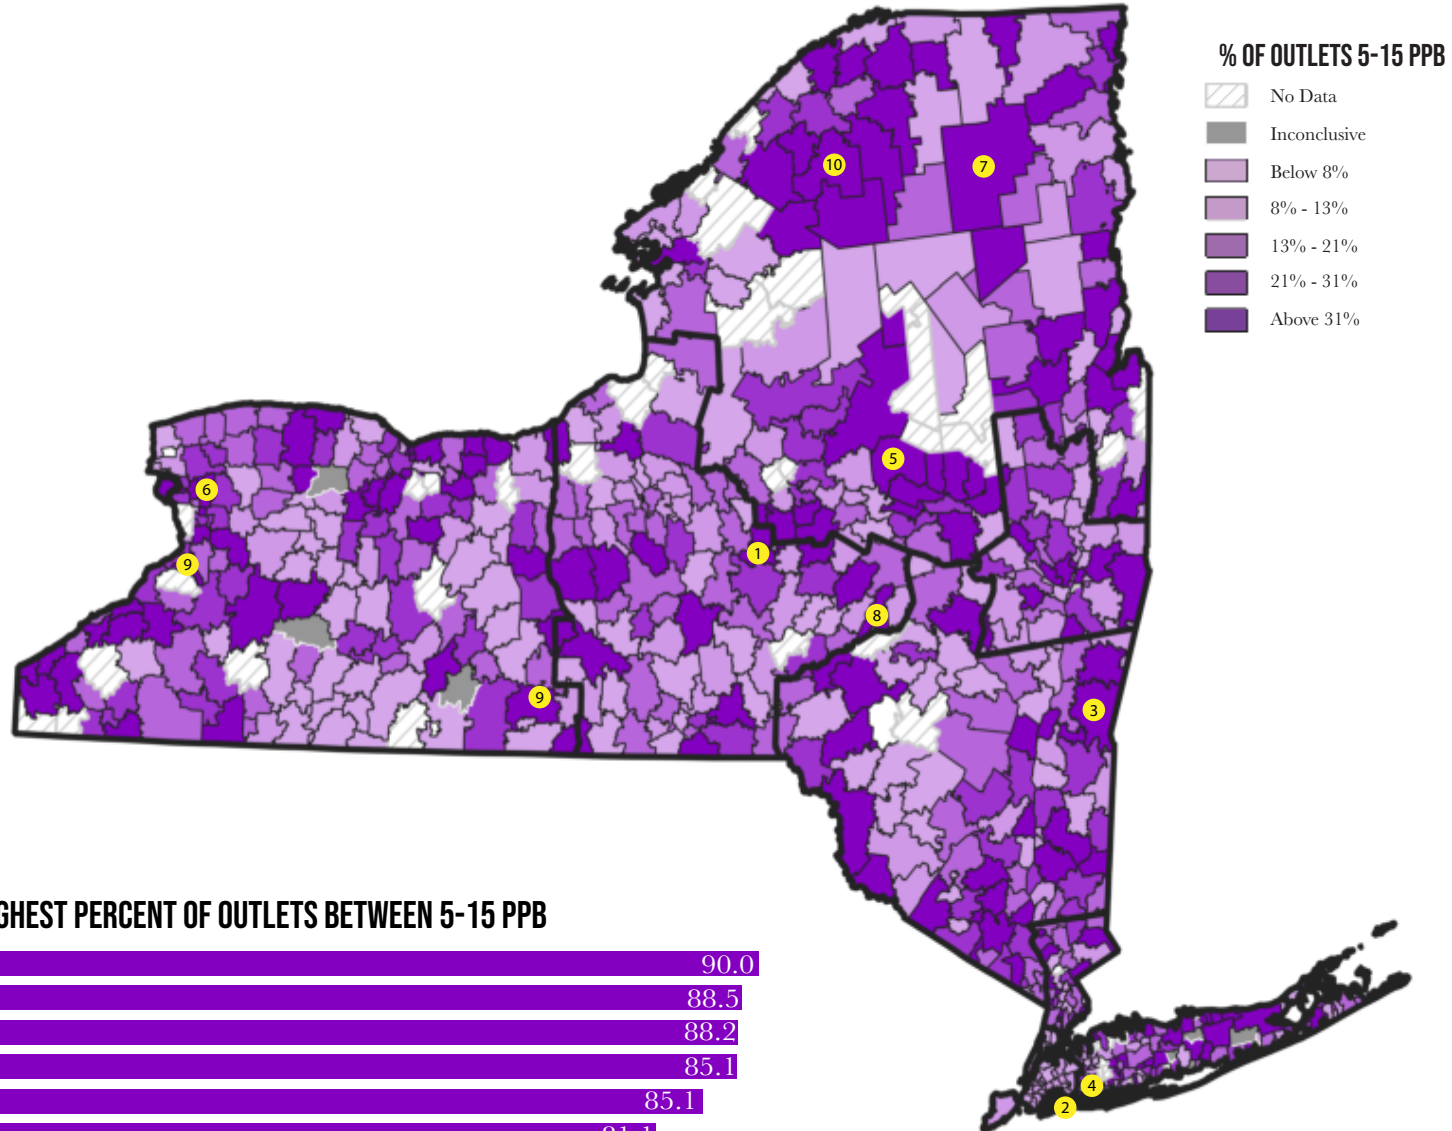 % OF OUTLETS 5-15 PPB
No Data
Inconclusive
Below 8%
8% - 13%
13% - 21%
21% - 31%
Above 31%
10
7
5
6
1
9
8
9
3
GHEST PERCENT OF OUTLETS BETWEEN 5-15 PPB
90.0
88.5
88.2
85.1
85.1
4
2